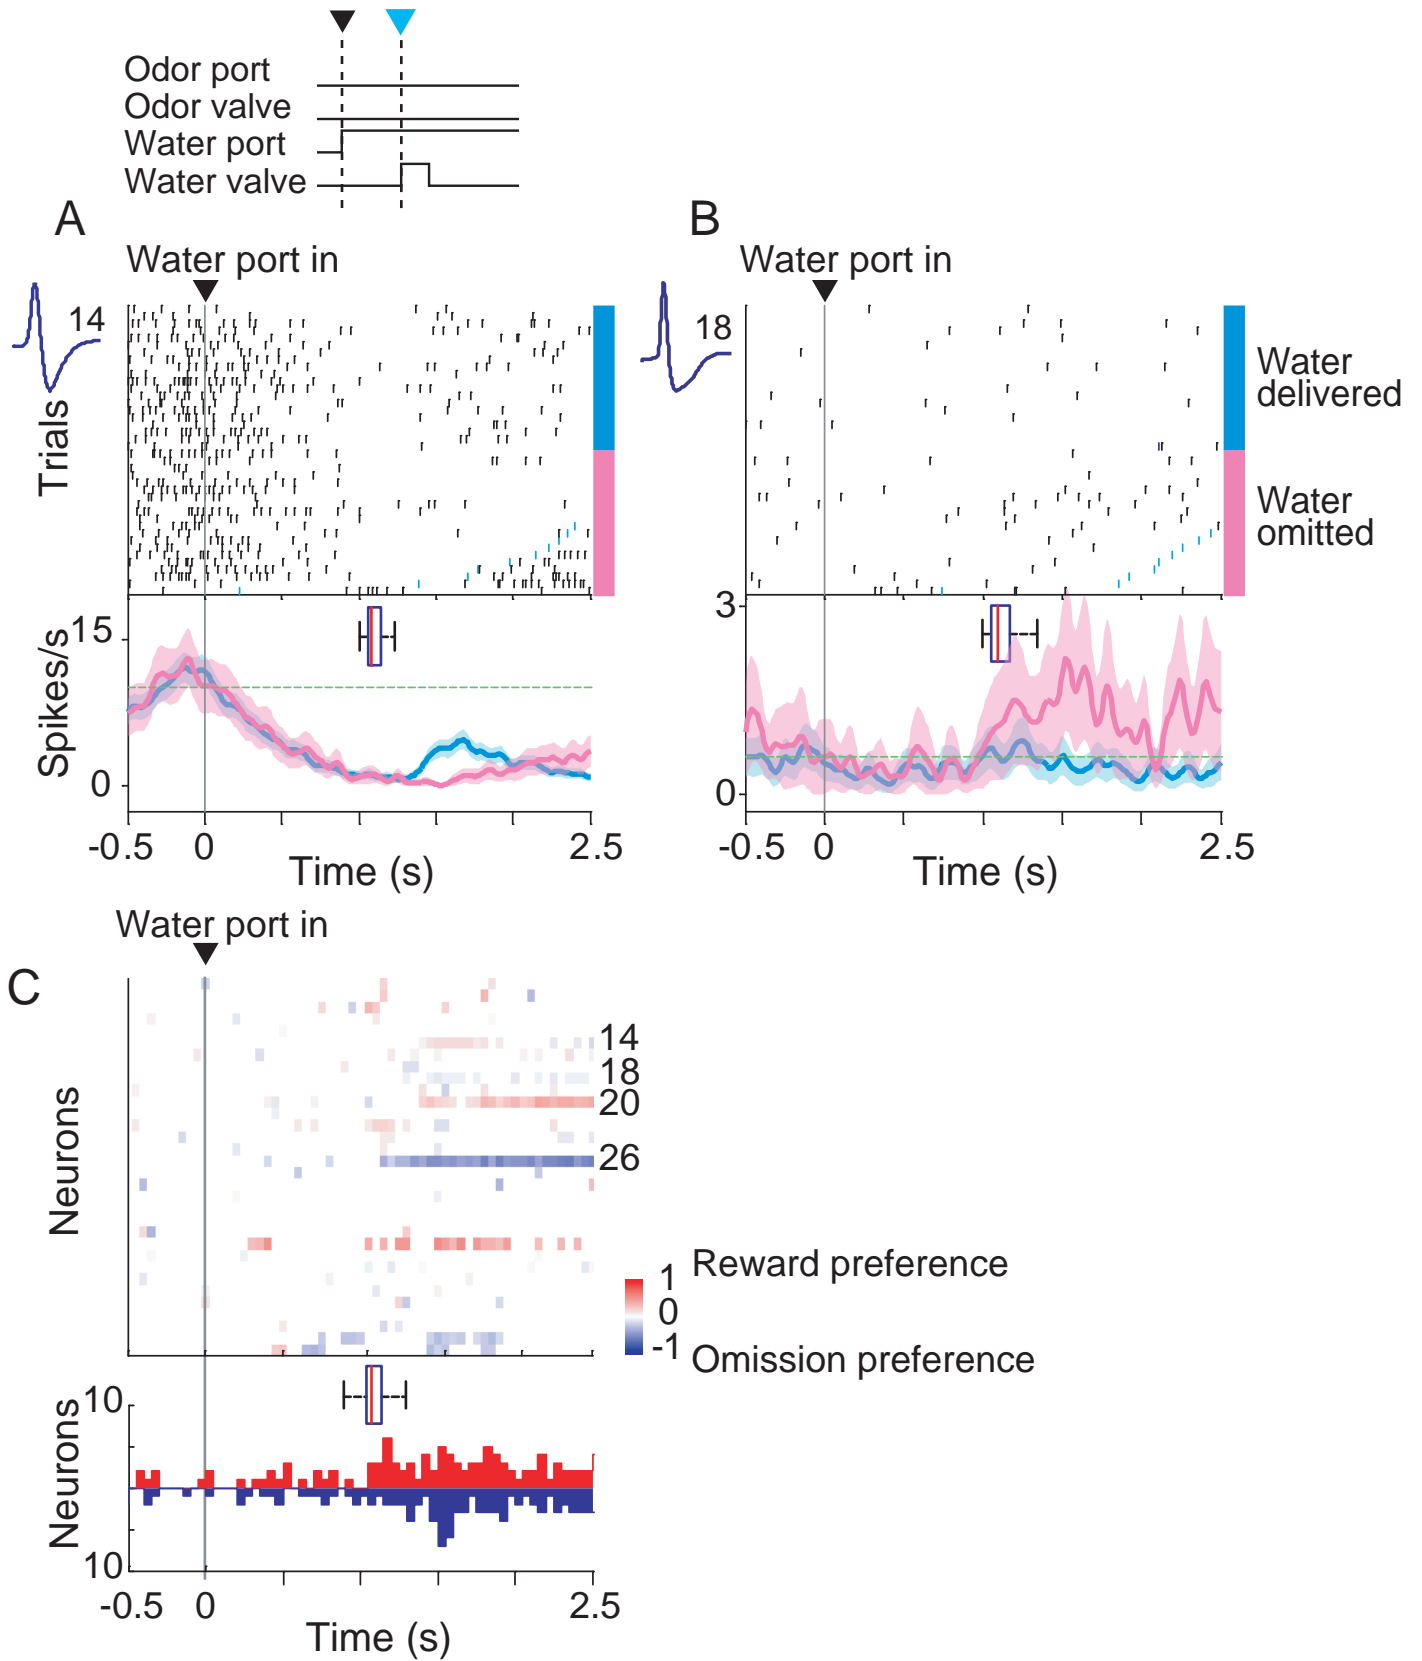 Odor port
Odor valve
Water port
Water valve
A
Water port in
14
Trials
15
Spikes/s
0
-0.5
0
2.5
Time (s)
B
Water port in
18
Water
delivered
Water
omitted
3
0
-0.5
0
2.5
Time (s)
C
Water port in
Neurons
14
18
20
26
1
0
-1
Reward preference
Omission preference
10
Neurons
10
-0.5
0
2.5
Time (s)